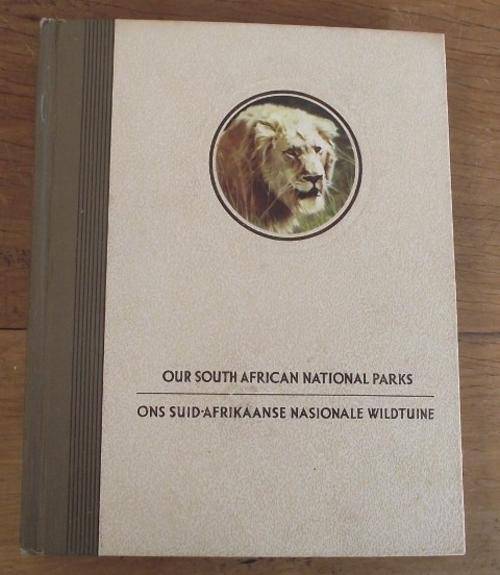 OUR SOUTH AFRICAN NATIONAL PARKS
ONS SUID-AFRIKAANSE NASIONALE WILDTUINE